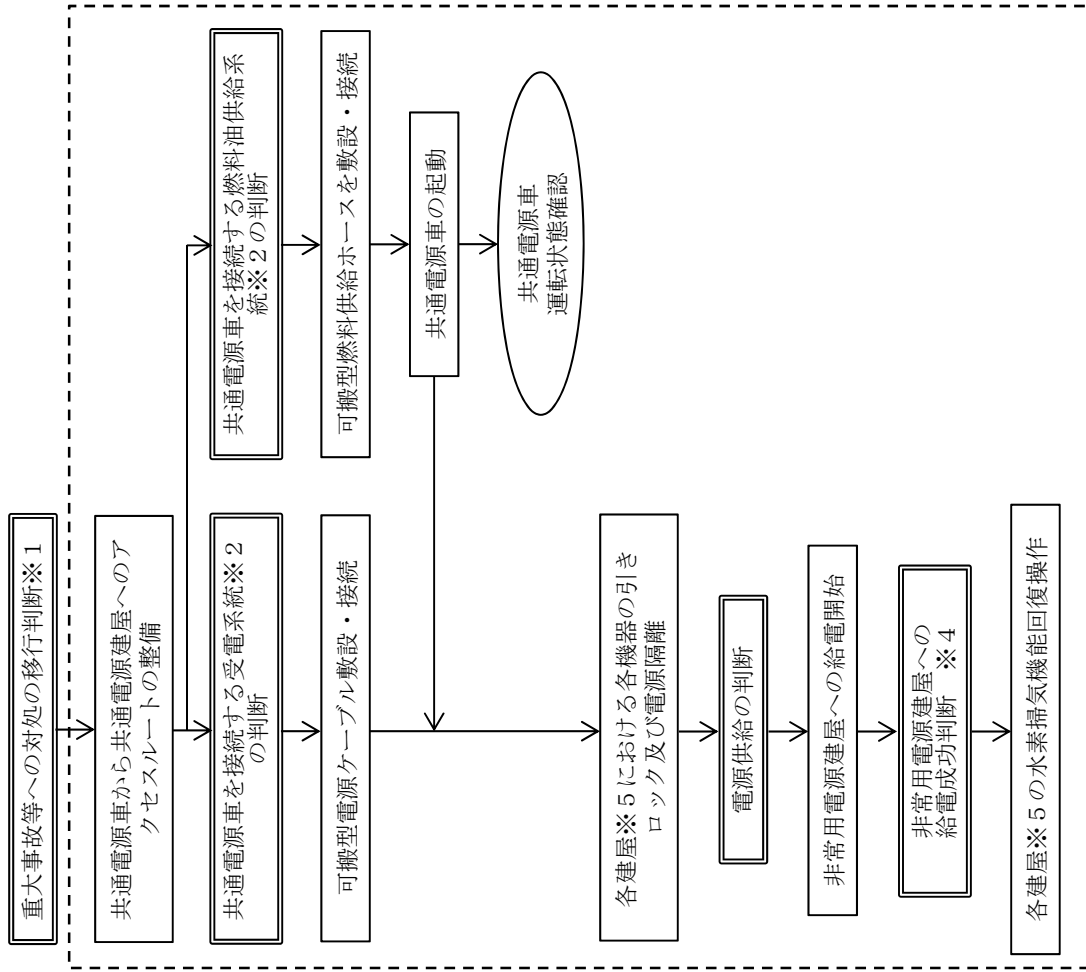 重大事故等への対処の移行判断※１
共通電源車から共通電源建屋へのア
クセスルートの整備
共通電源車を接続する受電系統※２
の判断
可搬型電源ケーブル敷設・接続
共通電源車を接続する燃料油供給系
統※２の判断
可搬型燃料供給ホースを敷設・接続
共通電源車の起動
共通電源車
運転状態確認
各建屋※５における各機器の引き
ロック及び電源隔離
電源供給の判断
非常用電源建屋への給電開始
非常用電源建屋への
給電成功判断　※４
各建屋※５の水素掃気機能回復操作